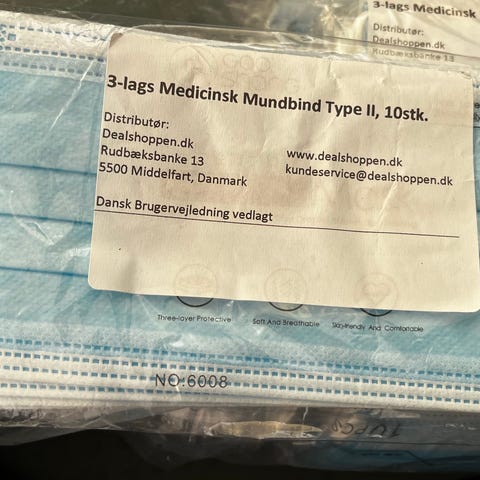 3-lags Medicinsk
Distributør:
Dealshoppen.dk
Rudbæksbanke 13
3-lags Medicinsk Mundbind Type II, 10stk.
Distributør:
Dealshoppen.dk
Rudbæksbanke 13
www.dealshoppen.dk
5500 Middelfart, Danmark
kundeservice@dealshoppen.dk
Dansk Brugervejledning vedlagt
Three-layer Protective
Soft And Breathable
Skin-friendly And Comfortable
NO:6008
10PCS